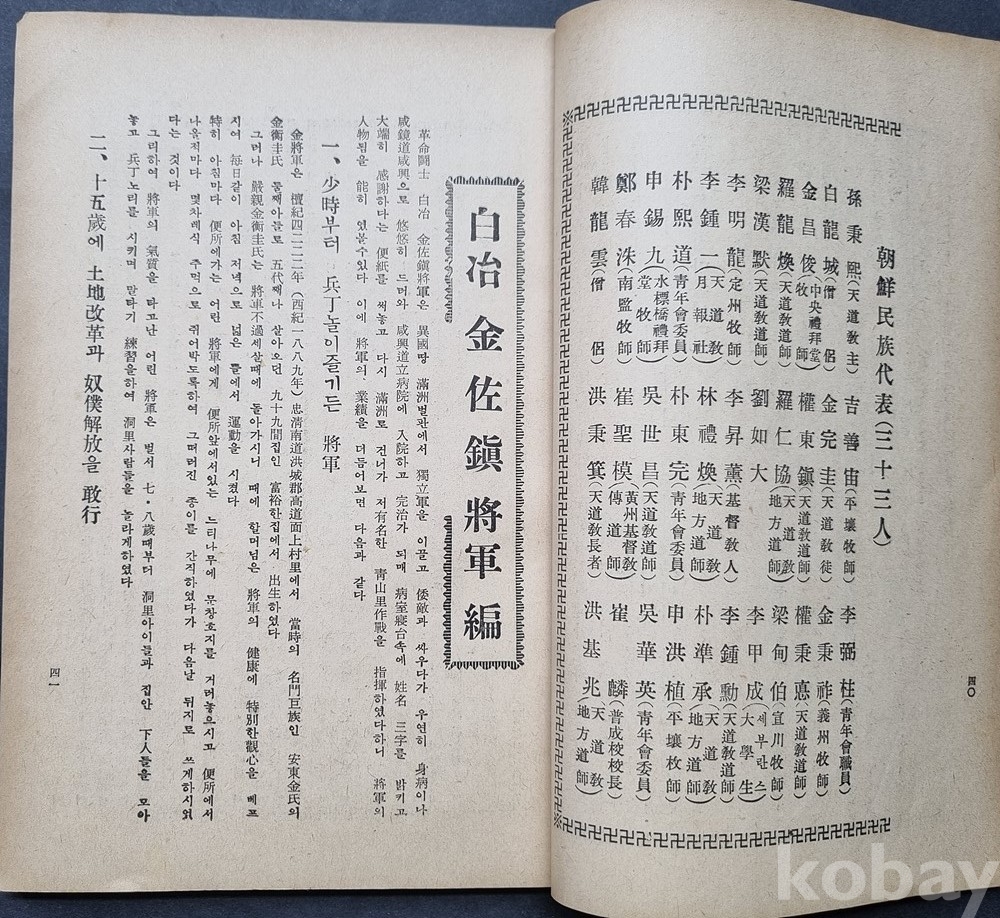 朝鮮民族代表(三十三人)
孫秉熙(天道敎主) 吉善宙(平壤牧師) 李弼柱(靑年會職員)
白龍城(僧侶) 金完圭(天道敎徒) 金秉祚(義州牧師)
金昌俊(中央禮拜堂牧師) 權東鎭(天道敎道師) 權秉悳(天道敎道師)
羅龍煥(天道敎道師) 羅仁協(天道敎地方道師) 梁甸伯(宣川牧師)
梁漢默(天道敎道師) 劉如大 李甲成(세부란스大學生)
李明龍(定州牧師) 李昇薰(基督敎人) 李鍾勳(天道敎道師)
李鍾一(天道敎月報社) 林禮煥(天道敎地方道師) 朴準承(天道敎地方道師)
朴熙道(靑年會委員) 朴東完(靑年會委員) 申洪植(平壤牧師)
申錫九(水標橋禮拜堂牧師) 吳世昌(天道敎道師) 吳華英(靑年會委員)
鄭春洙(南監牧師) 崔聖模(黃州基督敎傳道師) 崔麟(普成校校長)
韓龍雲(僧侶) 洪秉箕(天道敎長者) 洪基兆(天道敎地方道師)
四〇
白冶 金佐鎭將軍編
革命鬪士 白冶 金佐鎭將軍은 異國땅 滿洲벌판에서 獨立軍을 이끌고 倭敵과 싸우다가 우연히 身病이나
咸鏡道咸興으로 悠悠히 드러와 咸興道立病院에 入院하고 完治가 되매 病室寢台속에 姓名 三字를 밝키고
大端히 感謝하다는 便紙를 써놓고 다시 滿洲로 건너가 저有名한 靑山里作戰을 指揮하였다하니 將軍의
人物됨을 能히 엿볼수있다 이에 將軍의 業績을 더듬어보면 다음과 같다
一、少時부터 兵丁놀이즐기든 將軍
金將軍은 檀紀四二二二年(西紀一八八九年) 忠淸南道洪城郡高道面上村里에서 當時의 名門巨族인 安東金氏의
金衡圭氏 둘째아들로 五代째나 살아오던 九十九間집인 富裕한집에서 出生하였다
그러나 嚴親金衡圭氏는 將軍不過세살때에 돌아가시니 때에 할머님은 將軍의 健康에 特別한觀心을 베프
시여 每日같이 아침 저녁으로 넓은 뜰에서 運動을 시켰다
特히 아침마다 便所에가는 어린 將軍에게 便所앞에서있는 느리나무에 문창호지를 거러놓으시고 便所에서
나올적마다 몇차례식 주먹으로 쥐어박도록하여 그떠러진 종이를 간직하였다가 다음날 뒤지로 쓰게하시었
다는 것이다
그리하여 將軍의 氣質을 타고난 어린 將軍은 벌서 七·八歲때부터 洞里아이들과 집안 下人들을 모아
놓고 兵丁노리를 시키며 말타기 練習을하여 洞里사람들을 놀라게하였다
二、十五歲에 土地改革과 奴僕解放을 敢行
四一
kobay